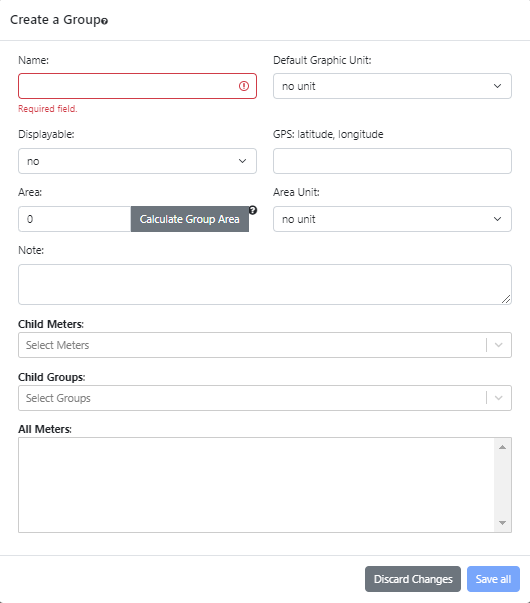 Create a Group
Name:
Default Graphic Unit:
no unit
Required field.
Displayable:
GPS: latitude, longitude
no
Area:
Area Unit:
0
Calculate Group Area
no unit
Note:
Child Meters:
Select Meters
Child Groups:
Select Groups
All Meters:
Discard Changes
Save all